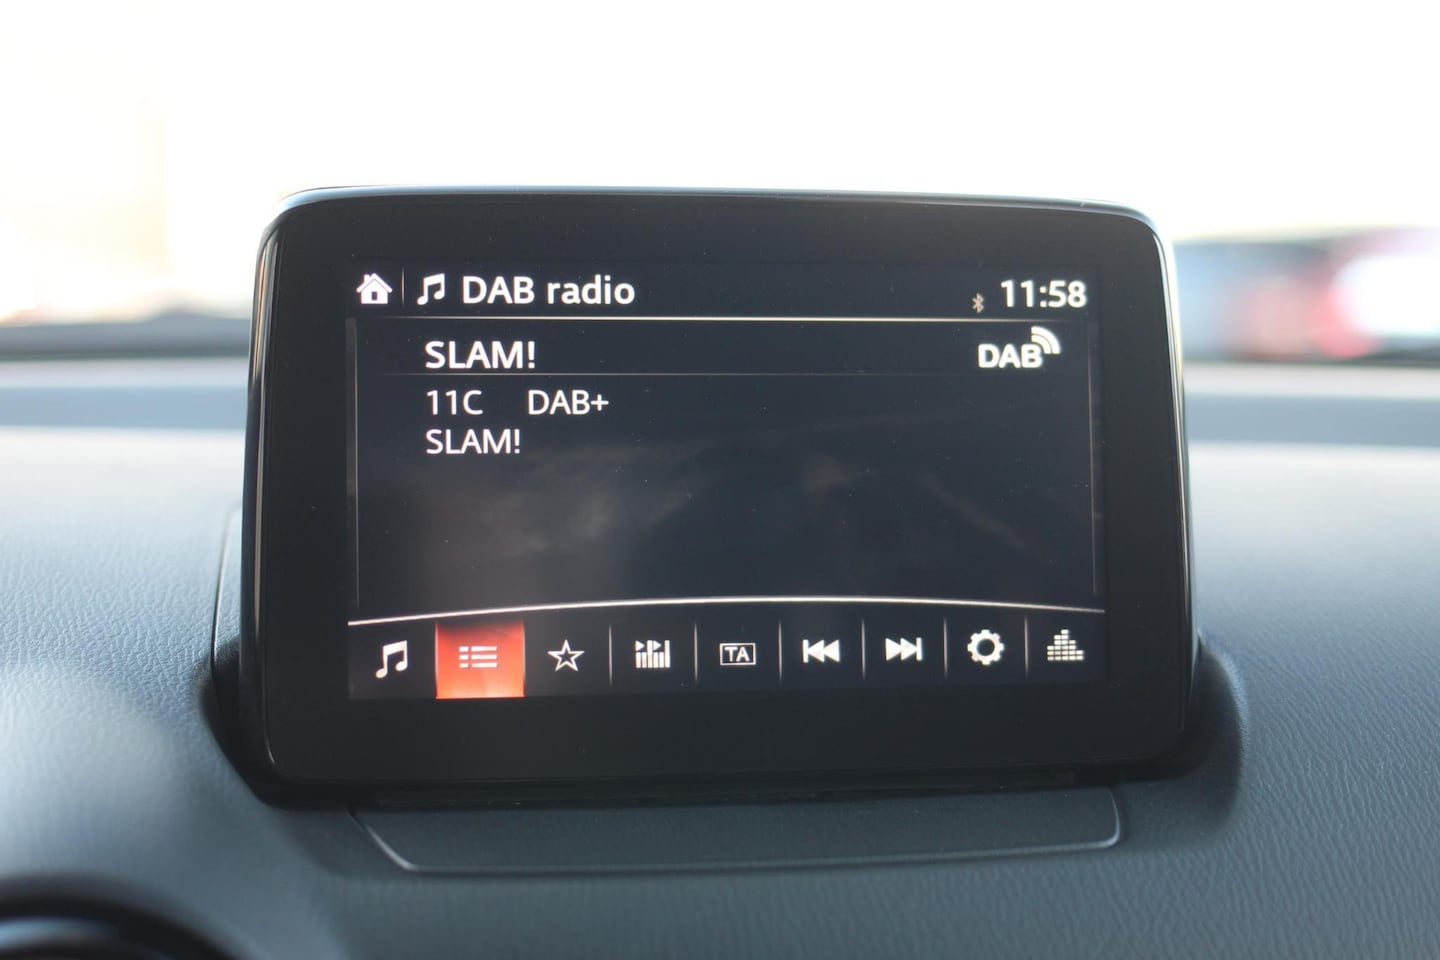 DAB radio 11:58
SLAM! DAB
11C DAB+
SLAM!
TA